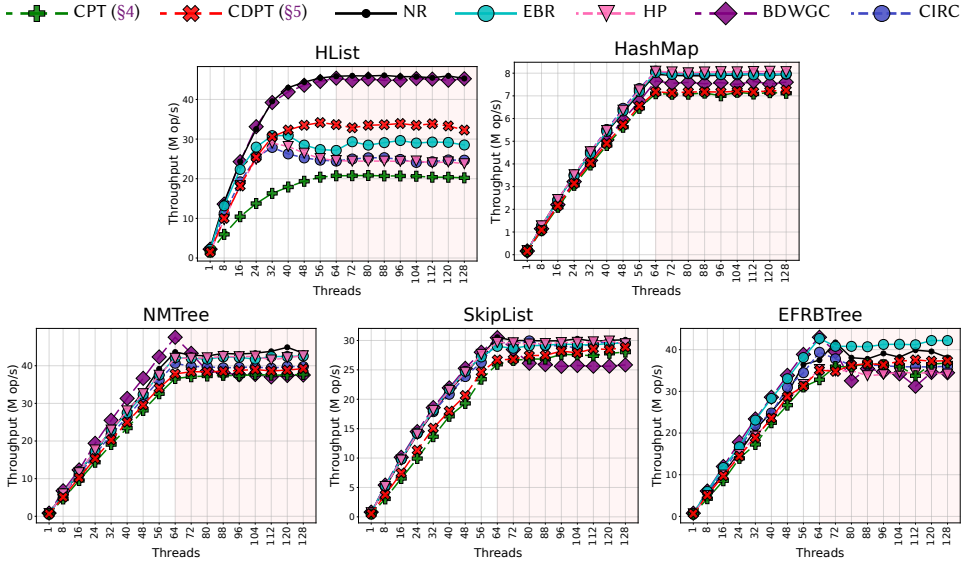 CPT (§4) CDPT (§5) NR EBR HP BDWGC CIRC
HList
Throughput (M op/s)
40
30
20
10
0
1 8 16 24 32 40 48 56 64 72 80 88 96 104 112 120 128
Threads
HashMap
Throughput (M op/s)
8
7
6
5
4
3
2
1
0
1 8 16 24 32 40 48 56 64 72 80 88 96 104 112 120 128
Threads
NMTree
Throughput (M op/s)
40
30
20
10
0
1 8 16 24 32 40 48 56 64 72 80 88 96 104 112 120 128
Threads
SkipList
Throughput (M op/s)
30
25
20
15
10
5
0
1 8 16 24 32 40 48 56 64 72 80 88 96 104 112 120 128
Threads
EFRBTree
Throughput (M op/s)
40
30
20
10
0
1 8 16 24 32 40 48 56 64 72 80 88 96 104 112 120 128
Threads